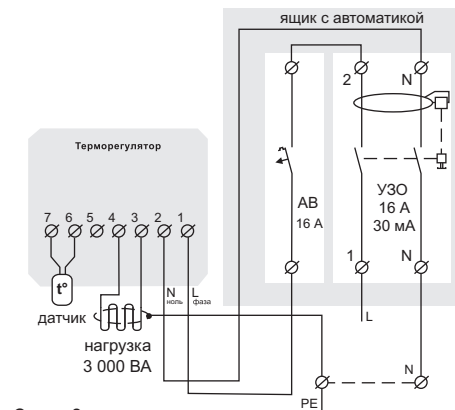 ящик с автоматикой
2
N
Терморегулятор
АВ
16 А
УЗО
16 А
30 мА
7 6 5 4 3 2 1
1
N
t°
N
ноль
L
фаза
датчик
L
нагрузка
3 000 ВА
N
PE